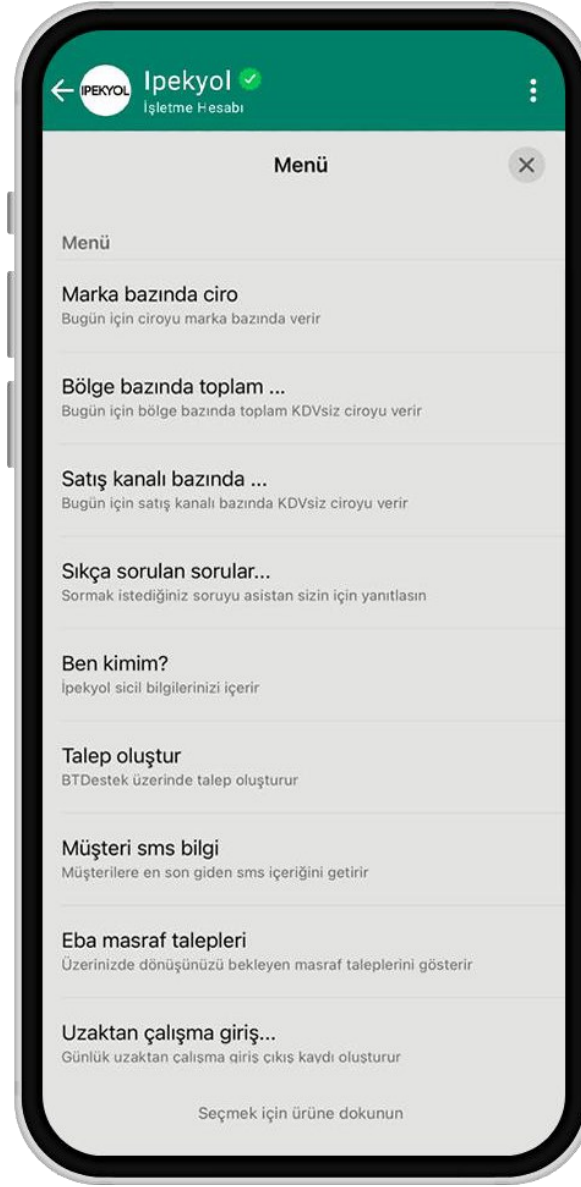 IPEKYOL
Ipekyol
İşletme Hesabı
Menü
Menü
Marka bazında ciro
Bugün için ciroyu marka bazında verir
Bölge bazında toplam ...
Bugün için bölge bazında toplam KDVsiz ciroyu verir
Satış kanalı bazında ...
Bugün için satış kanalı bazında KDVsiz ciroyu verir
Sıkça sorulan sorular...
Sormak istediğiniz soruyu asistan sizin için yanıtlasın
Ben kimim?
İpekyol sicil bilgilerinizi içerir
Talep oluştur
BTDestek üzerinde talep oluşturur
Müşteri sms bilgi
Müşterilere en son giden sms içeriğini getirir
Eba masraf talepleri
Üzerinizde dönüşünüzü bekleyen masraf taleplerini gösterir
Uzaktan çalışma giriş...
Günlük uzaktan çalışma giriş çıkış kaydı oluşturur
Seçmek için ürüne dokunun